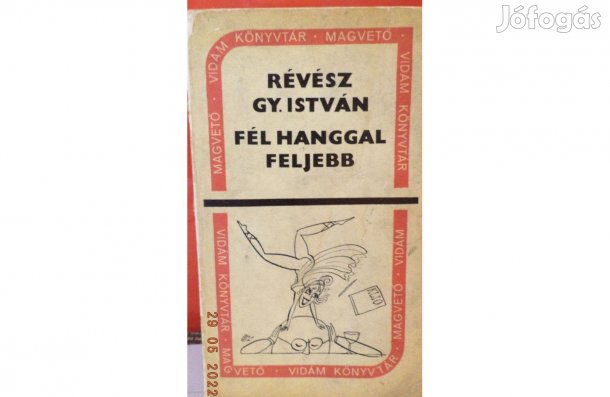 Jófogás
VIDÁM KÖNYVTÁR · MAGVETŐ · VIDÁM KÖNYVTÁR
MAGVETŐ
RÉVÉSZ
GY. ISTVÁN
FÉL HANGGAL
FELJEBB
VIDÁM KÖNYVTÁR · MAGVETŐ · VIDÁM KÖNYVTÁR · MAGVETŐ · VIDÁM
29 05 2022